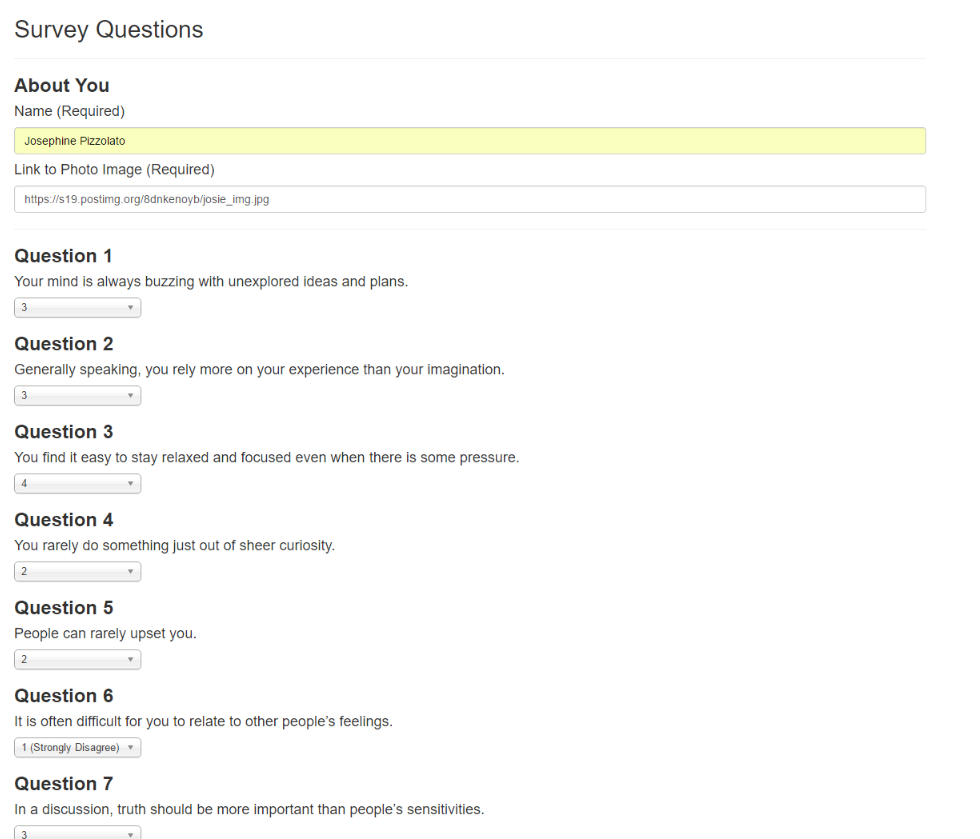 Survey Questions
About You
Name (Required)
Josephine Pizzolato
Link to Photo Image (Required)
https://s19.postimg.org/8dnkenoyb/josie_img.jpg
Question 1
Your mind is always buzzing with unexplored ideas and plans.
3
Question 2
Generally speaking, you rely more on your experience than your imagination.
3
Question 3
You find it easy to stay relaxed and focused even when there is some pressure.
4
Question 4
You rarely do something just out of sheer curiosity.
2
Question 5
People can rarely upset you.
2
Question 6
It is often difficult for you to relate to other people’s feelings.
1 (Strongly Disagree)
Question 7
In a discussion, truth should be more important than people’s sensitivities.
3